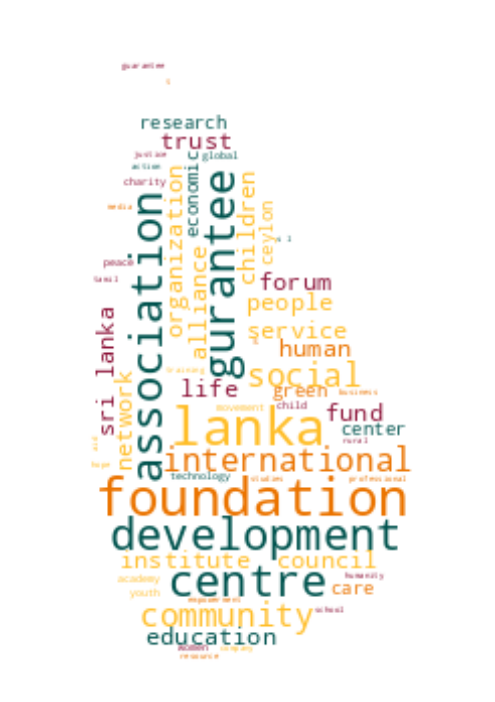 guarantee
research
trust
justice
global
action
economic
charity
organization
gurantee
children
association
media
ceylon
alliance
peace
tamil
forum
people
sri lanka
service
human
training
social
network
life
green
business
movement
child
fund
lanka
center
rural
aid
international
hope
technology
studies
professional
foundation
development
institute
council
academy
centre
humanity
youth
care
empowerment
community
school
education
women
company
resource